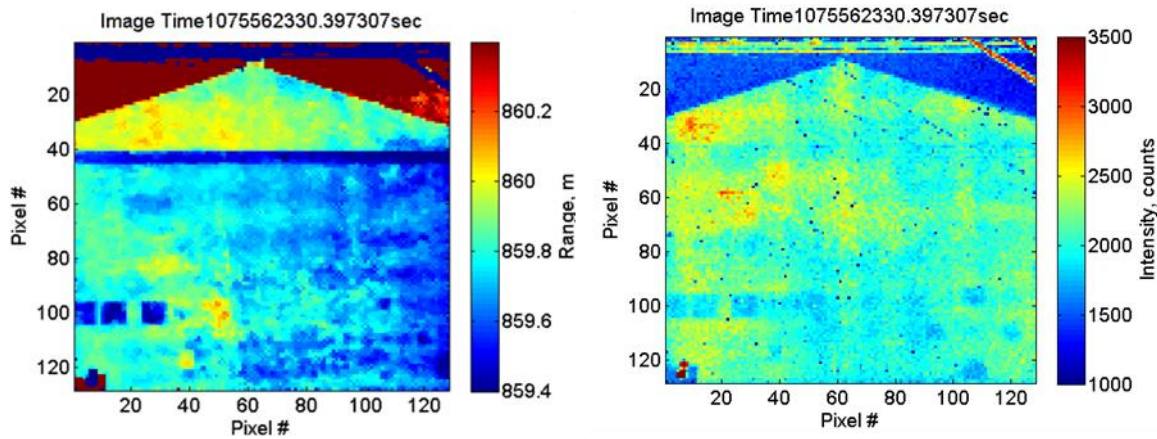 Image Time1075562330.397307sec
Pixel #
20
40
60
80
100
120
20 40 60 80 100 120
Pixel #
860.2
860
859.8
859.6
859.4
Range, m
Image Time1075562330.397307sec
Pixel #
20
40
60
80
100
120
20 40 60 80 100 120
Pixel #
3500
3000
2500
2000
1500
1000
Intensity, counts